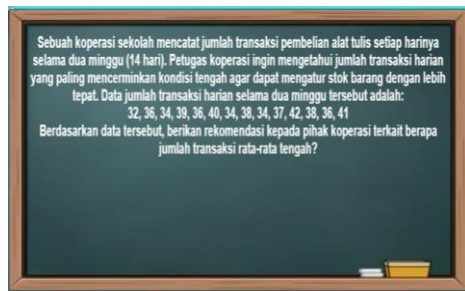 Sebuah koperasi sekolah mencatat jumlah transaksi pembelian alat tulis setiap harinya
selama dua minggu (14 hari). Petugas koperasi ingin mengetahui jumlah transaksi harian
yang paling mencerminkan kondisi tengah agar dapat mengatur stok barang dengan lebih
tepat. Data jumlah transaksi harian selama dua minggu tersebut adalah:
32, 36, 34, 39, 36, 40, 34, 38, 34, 37, 42, 38, 36, 41
Berdasarkan data tersebut, berikan rekomendasi kepada pihak koperasi terkait berapa
jumlah transaksi rata-rata tengah?